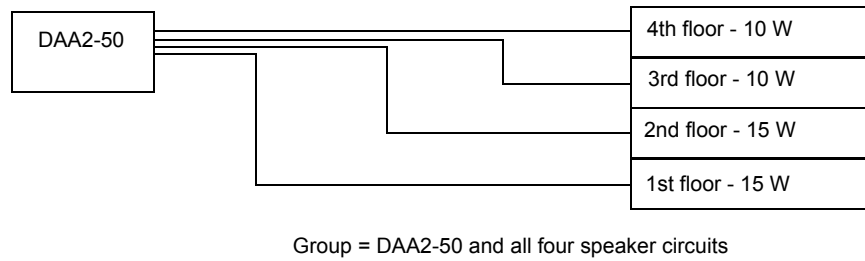 DAA2-50
4th floor - 10 W
3rd floor - 10 W
2nd floor - 15 W
1st floor - 15 W
Group = DAA2-50 and all four speaker circuits